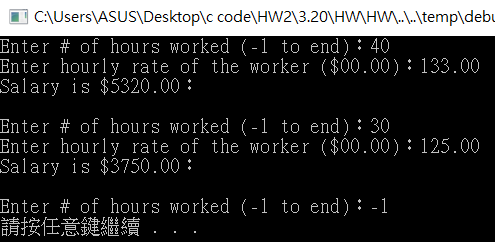 C:\Users\ASUS\Desktop\c code\HW2\3.20\HW\HW\..\..\temp\debu
Enter # of hours worked (-1 to end)：40
Enter hourly rate of the worker ($00.00)：133.00
Salary is $5320.00：
Enter # of hours worked (-1 to end)：30
Enter hourly rate of the worker ($00.00)：125.00
Salary is $3750.00：
Enter # of hours worked (-1 to end)：-1
請按任意鍵繼續 . . .